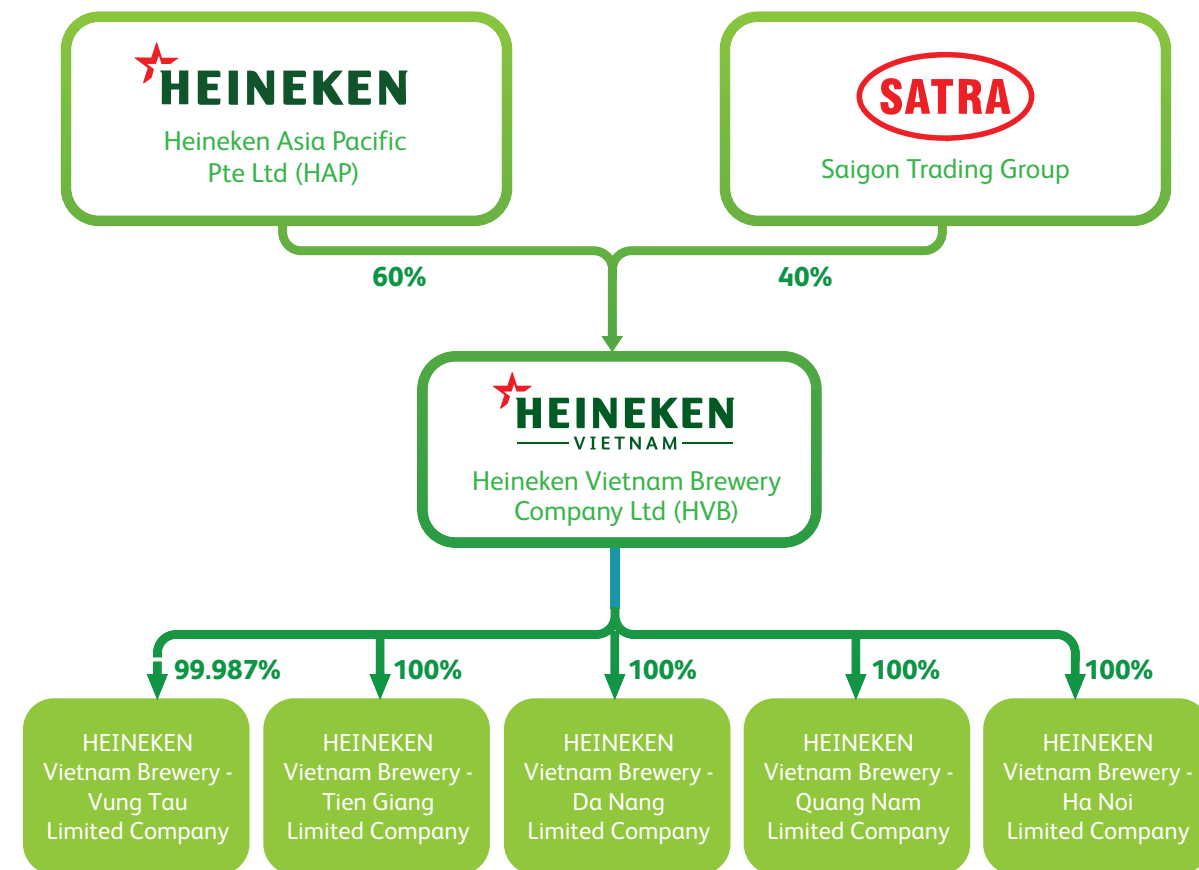 HEINEKEN
Heineken Asia Pacific
Pte Ltd (HAP)
SATRA
Saigon Trading Group
60%
40%
HEINEKEN
VIETNAM
Heineken Vietnam Brewery
Company Ltd (HVB)
99.987%
100%
100%
100%
100%
HEINEKEN
Vietnam Brewery -
Vung Tau
Limited Company
HEINEKEN
Vietnam Brewery -
Tien Giang
Limited Company
HEINEKEN
Vietnam Brewery -
Da Nang
Limited Company
HEINEKEN
Vietnam Brewery -
Quang Nam
Limited Company
HEINEKEN
Vietnam Brewery -
Ha Noi
Limited Company